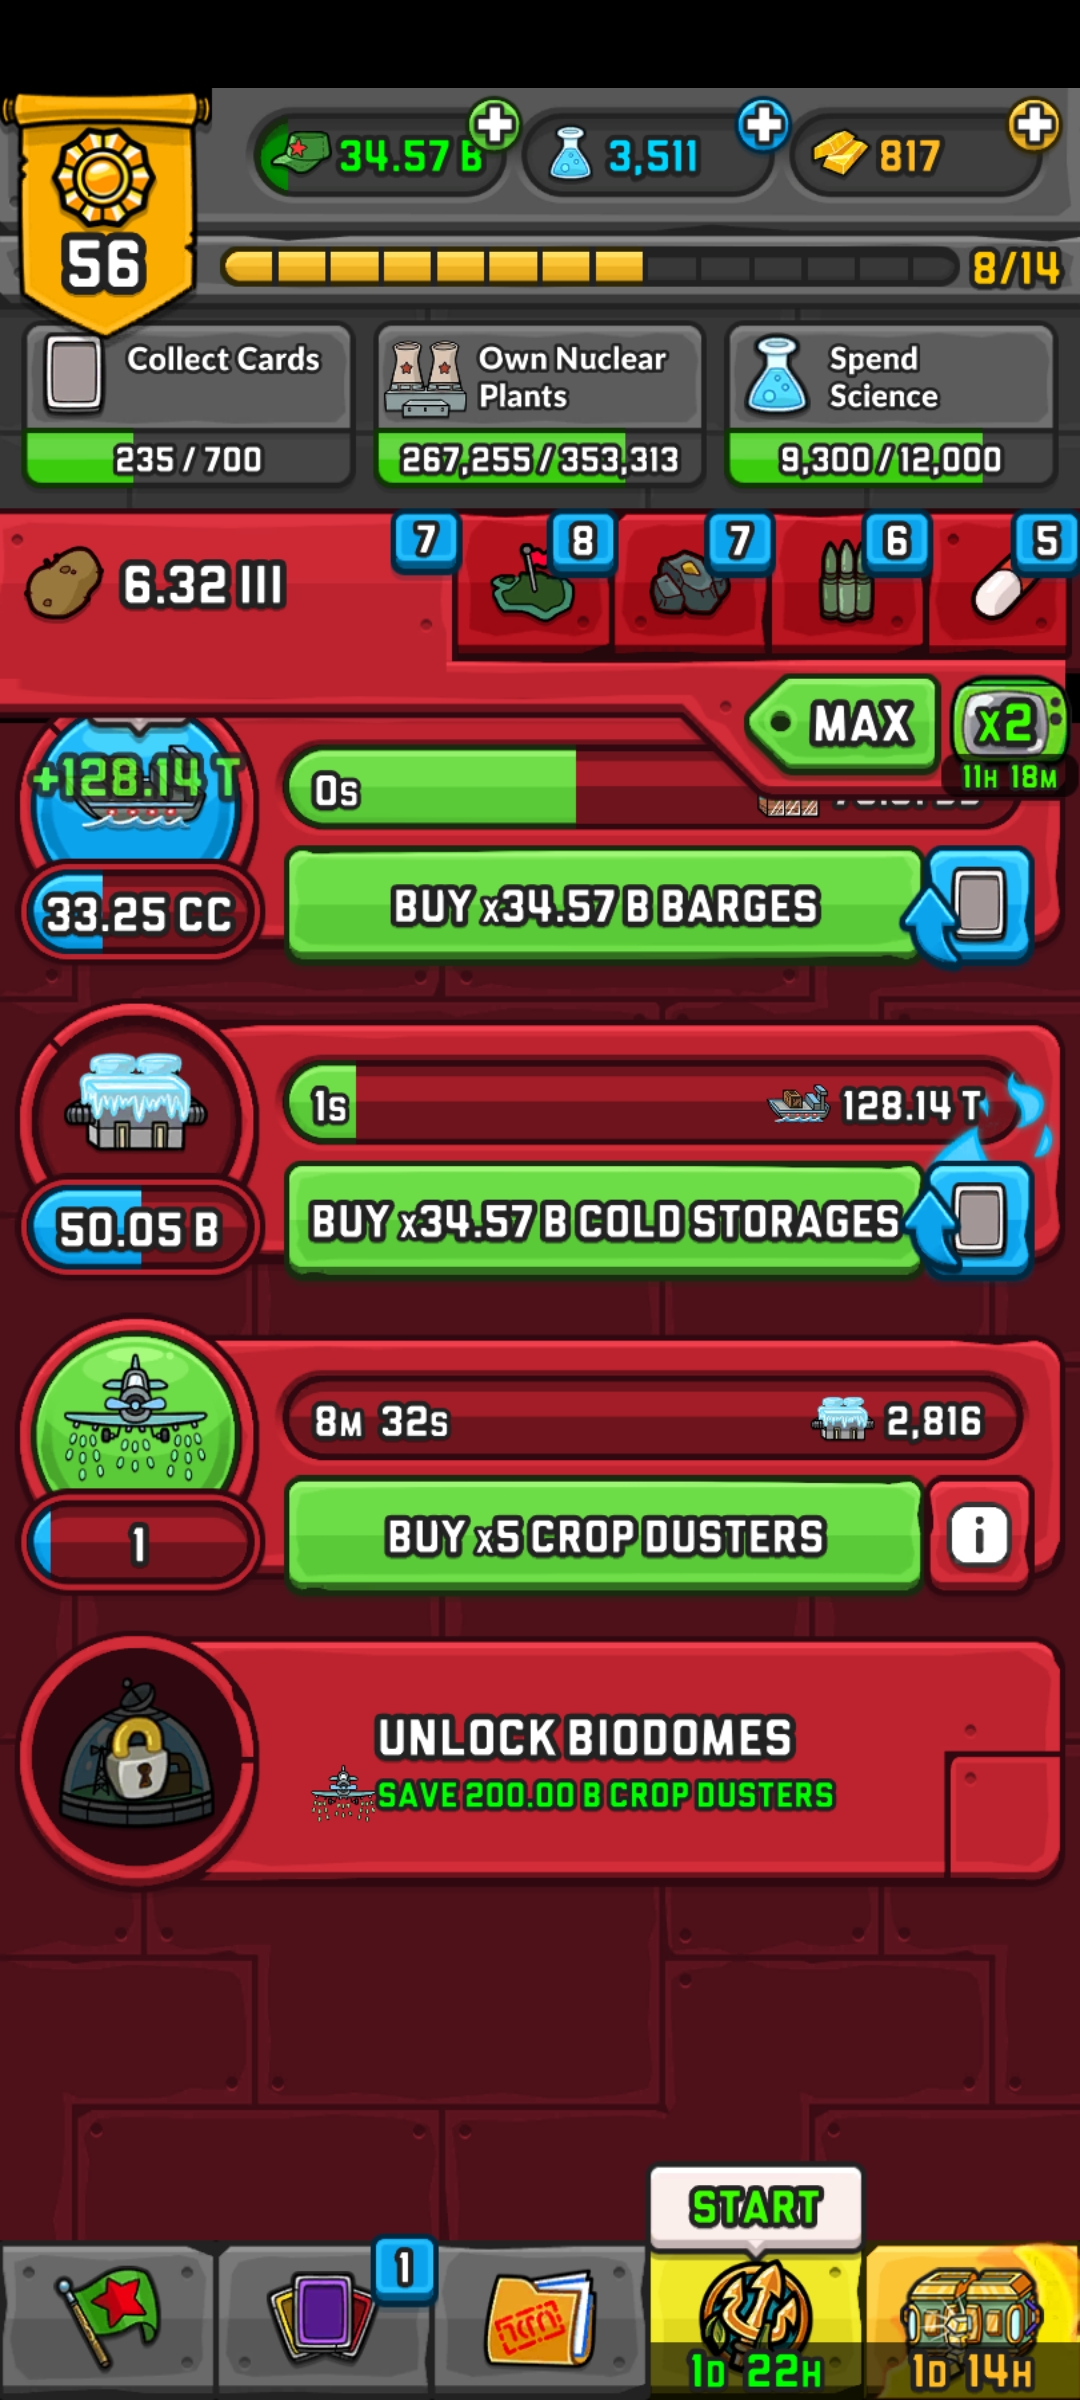 56
34.57 B
3,511
817
8/14
Collect Cards
235 / 700
Own Nuclear
Plants
267,255 / 353,313
Spend
Science
9,300 / 12,000
6.32 III
7
8
7
6
5
MAX
x2
11H 18M
+128.14 T
0s
33.25 CC
BUY x34.57 B BARGES
1s
128.14 T
50.05 B
BUY x34.57 B COLD STORAGES
8M 32s
2,816
1
BUY x5 CROP DUSTERS
i
UNLOCK BIODOMES
SAVE 200.00 B CROP DUSTERS
START
1
1D 22H
1D 14H